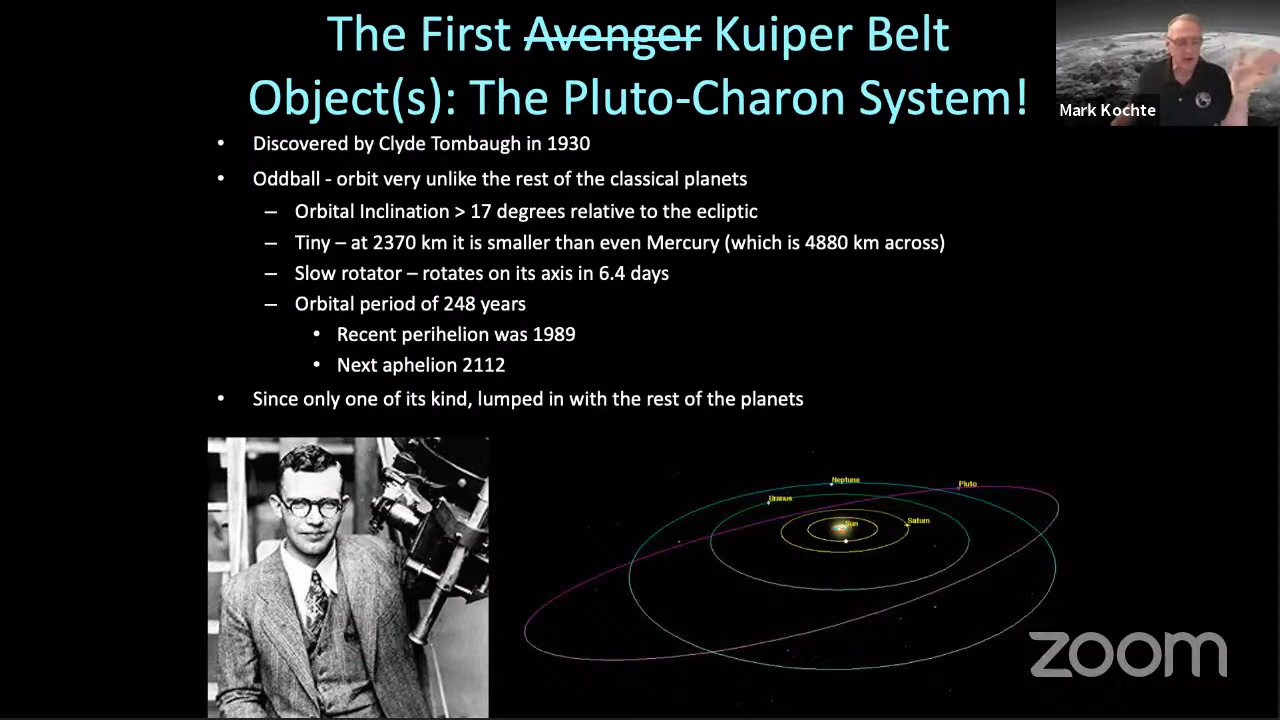 The First Avenger Kuiper Belt
Object(s): The Pluto-Charon System!
Mark Kochte
• Discovered by Clyde Tombaugh in 1930
• Oddball - orbit very unlike the rest of the classical planets
– Orbital Inclination > 17 degrees relative to the ecliptic
– Tiny – at 2370 km it is smaller than even Mercury (which is 4880 km across)
– Slow rotator – rotates on its axis in 6.4 days
– Orbital period of 248 years
• Recent perihelion was 1989
• Next aphelion 2112
• Since only one of its kind, lumped in with the rest of the planets
Neptune
Pluto
Uranus
Sun
Saturn
zoom